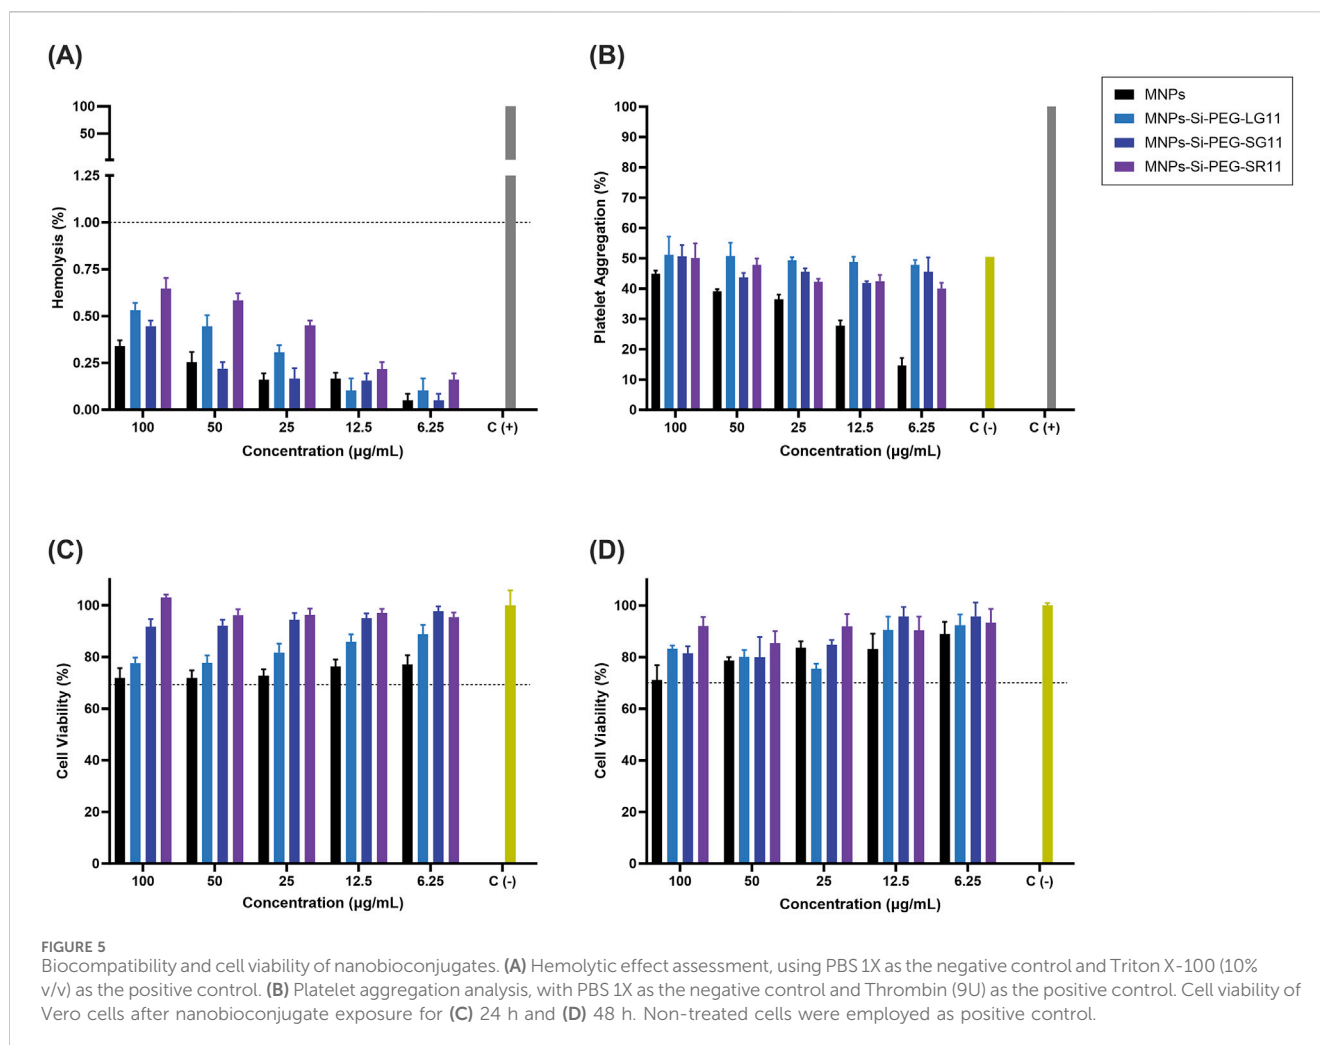 (A)
100
50
1.25
1.00
0.75
0.50
0.25
0.00
Hemolysis (%)
100
50
25
12.5
6.25
C (+)
Concentration (µg/mL)
(B)
100
90
80
70
60
50
40
30
20
10
0
Platelet Aggregation (%)
100
50
25
12.5
6.25
C (-)
C (+)
Concentration (µg/mL)
MNPs
MNPs-Si-PEG-LG11
MNPs-Si-PEG-SG11
MNPs-Si-PEG-SR11
(C)
100
80
60
40
20
0
Cell Viability (%)
100
50
25
12.5
6.25
C (-)
Concentration (µg/mL)
(D)
100
80
60
40
20
0
Cell Viability (%)
100
50
25
12.5
6.25
C (-)
Concentration (µg/mL)
FIGURE 5
Biocompatibility and cell viability of nanobioconjugates. (A) Hemolytic effect assessment, using PBS 1X as the negative control and Triton X-100 (10%
v/v) as the positive control. (B) Platelet aggregation analysis, with PBS 1X as the negative control and Thrombin (9U) as the positive control. Cell viability of
Vero cells after nanobioconjugate exposure for (C) 24 h and (D) 48 h. Non-treated cells were employed as positive control.